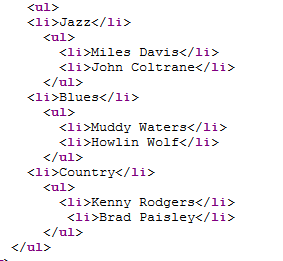 <ul>
<li>Jazz</li>
<ul>
<li>Miles Davis</li>
<li>John Coltrane</li>
</ul>
<li>Blues</li>
<ul>
<li>Muddy Waters</li>
<li>Howlin Wolf</li>
</ul>
<li>Country</li>
<ul>
<li>Kenny Rodgers</li>
<li>Brad Paisley</li>
</ul>
</ul>